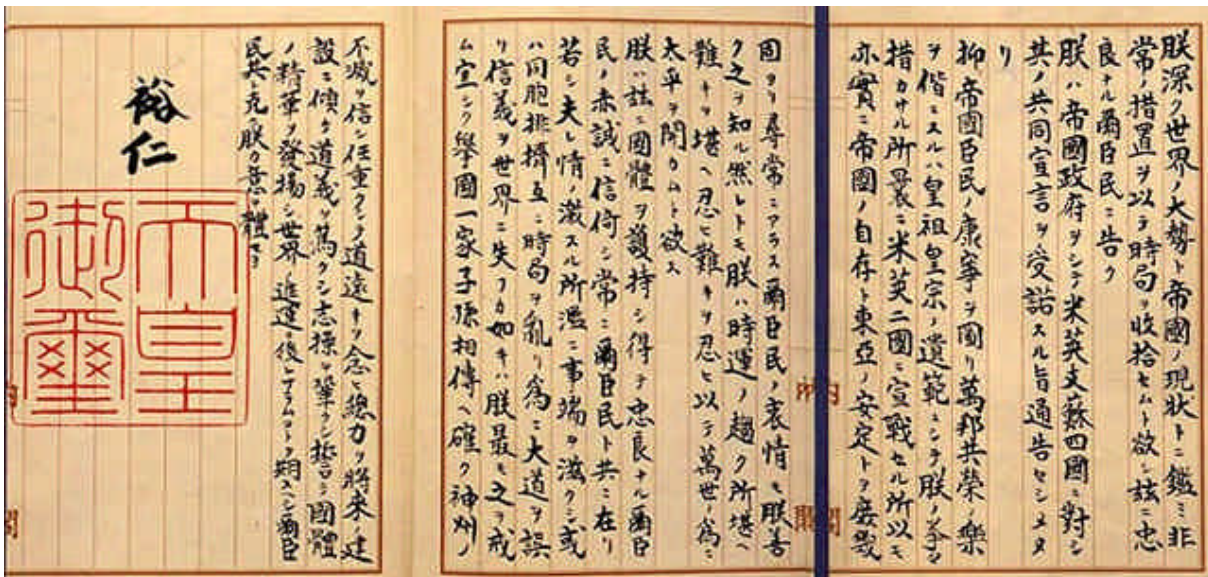 朕深ク世界ノ大勢ト帝國ノ現狀トニ鑑ミ非
常ノ措置ヲ以テ時局ヲ收拾セムト欲シ茲ニ忠
良ナル爾臣民ニ告ク
朕ハ帝國政府ヲシテ米英支蘇四國ニ對シ
其ノ共同宣言ヲ受諾スル旨通告セシメタ
リ
抑帝國臣民ノ康寧ヲ圖リ萬邦共榮ノ樂
ヲ偕ニスルハ皇祖皇宗ノ遺範ニシテ朕ノ拳々
措カサル所曩ニ米英二國ニ宣戰セル所以モ
亦實ニ帝國ノ自存ト東亞ノ安定トヲ庶幾
固ヨリ尋常ニアラス爾臣民ノ衷情モ朕善
ク之ヲ知ル然レトモ朕ハ時運ノ趨ク所堪ヘ
難キヲ堪ヘ忍ヒ難キヲ忍ヒ以テ萬世ノ爲ニ
太平ヲ開カムト欲ス
朕ハ茲ニ國體ヲ護持シ得テ忠良ナル爾臣
民ノ赤誠ニ信倚シ常ニ爾臣民ト共ニ在リ
若シ夫レ情ノ激スル所濫ニ事端ヲ滋クシ或
ハ同胞排擠互ニ時局ヲ亂リ爲ニ大道ヲ誤
リ信義ヲ世界ニ失フカ如キハ朕最モ之ヲ戒
ム宜シク擧國一家子孫相傳ヘ確ク神州ノ
不滅ヲ信シ任重クシテ道遠キヲ念ヒ總力ヲ將來ノ建
設ニ傾ケ道義ヲ篤クシ志操ヲ鞏クシ誓テ國體
ノ精華ヲ發揚シ世界ノ進運ニ後レサラムコトヲ期スヘシ爾臣
民其レ克ク朕カ意ヲ體セヨ
裕仁
天皇
御璽